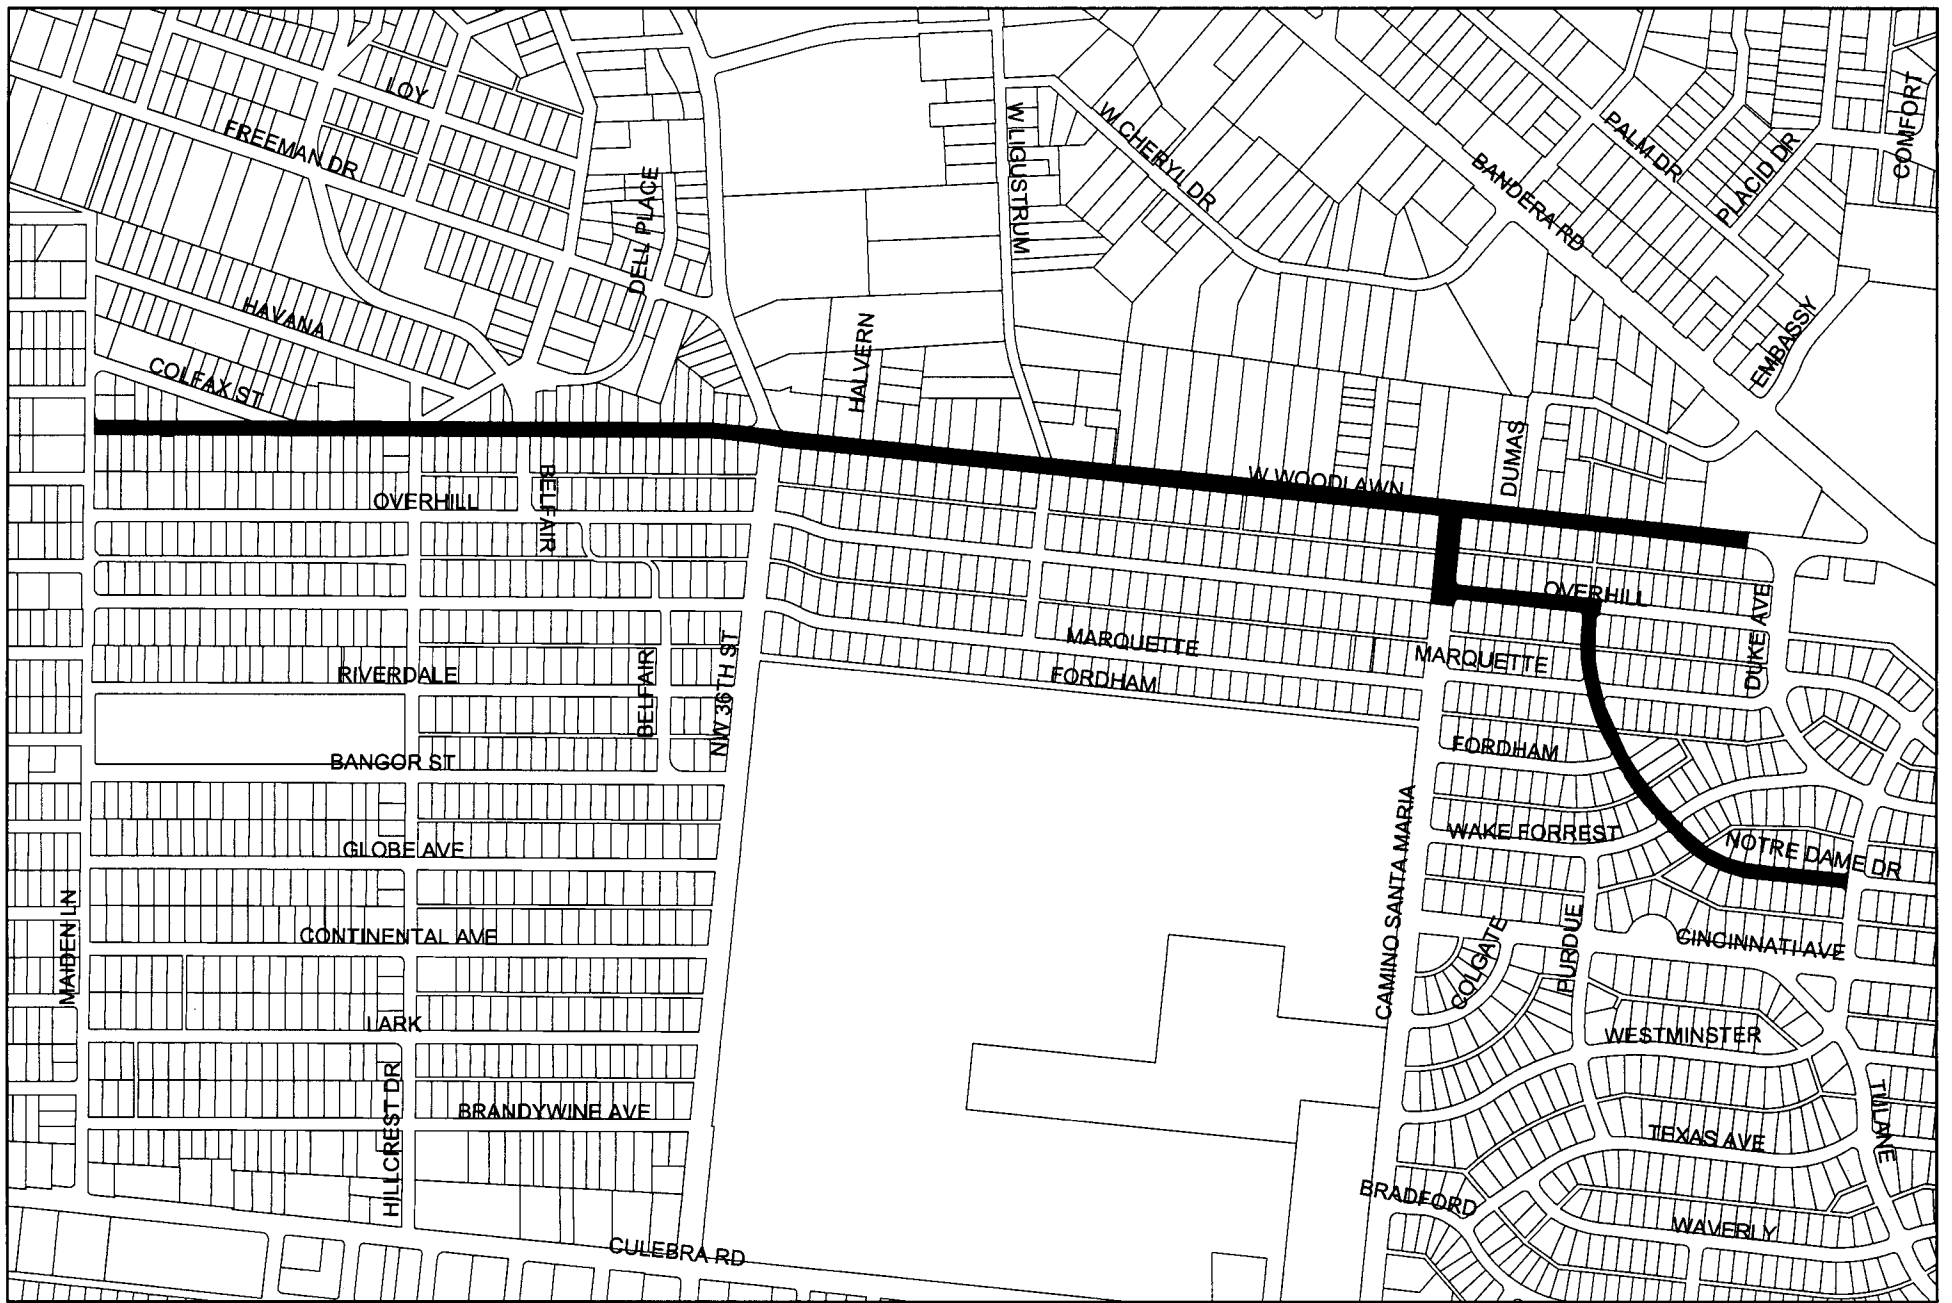 LOY
FREEMAN DR
DELL PLACE
W LIGUSTRUM
W CHERYL DR
BANDERA RD
PALM DR
PLACID DR
COMFORT
HAVANA
COLFAX ST
HALVERN
EMBASSY
DUMAS
W WOODLAWN
OVERHILL
BELFAIR
OVERHILL
DUKE AVE
MARQUETTE
MARQUETTE
FORDHAM
RIVERDALE
BELFAIR
NW 36TH ST
FORDHAM
BANGOR ST
WAKE FORREST
GLOBE AVE
NOTRE DAME DR
CAMINO SANTA MARIA
MAIDEN LN
CONTINENTAL AVE
COLGATE
PURDUE
CINCINNATI AVE
LARK
WESTMINSTER
HILLCREST DR
BRANDYWINE AVE
TEXAS AVE
TULANE
BRADFORD
WAVERLY
CULEBRA RD